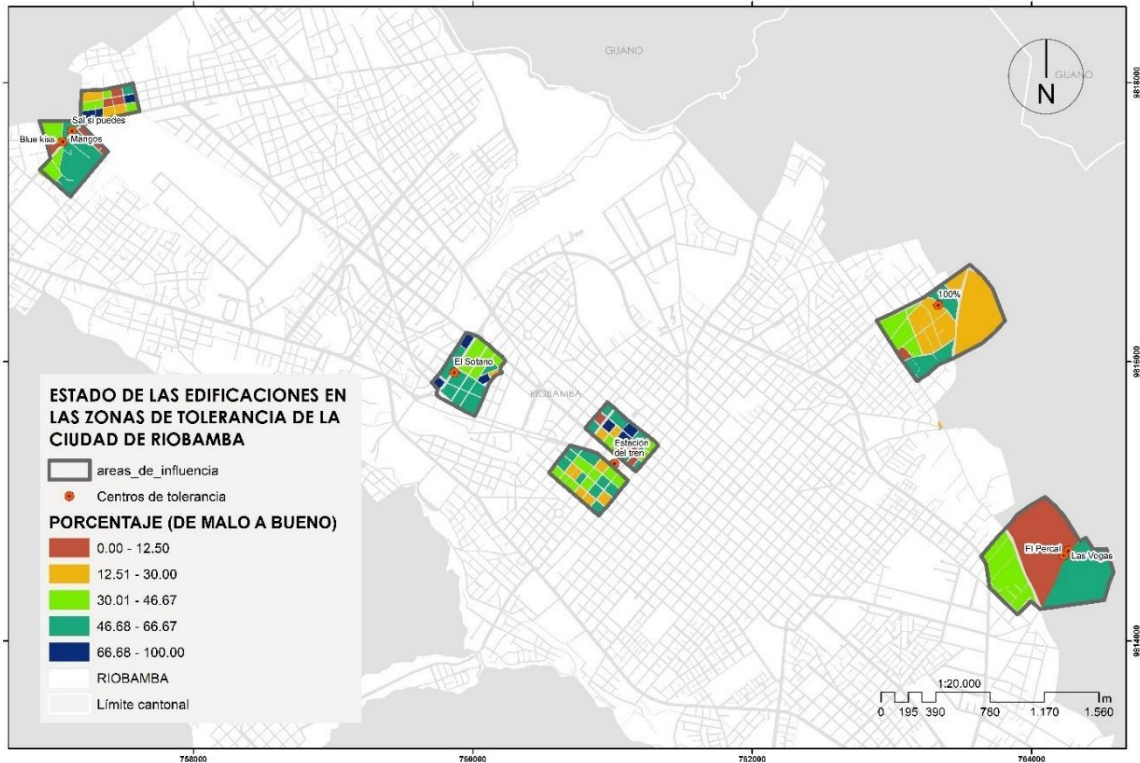 GUANO
GUANO
N
9818000
Sal si puedes
Blue kiss
Mangos
100%
9816000
El Sotano
RIOBAMBA
Estación
del tren
El Percal
Las Vogas
9814000
ESTADO DE LAS EDIFICACIONES EN
LAS ZONAS DE TOLERANCIA DE LA
CIUDAD DE RIOBAMBA
areas_de_influencia
Centros de tolerancia
PORCENTAJE (DE MALO A BUENO)
0.00 - 12.50
12.51 - 30.00
30.01 - 46.67
46.68 - 66.67
66.68 - 100.00
RIOBAMBA
Límite cantonal
1:20.000
m
0 195 390 780 1.170 1.560
758000 760000 762000 764000